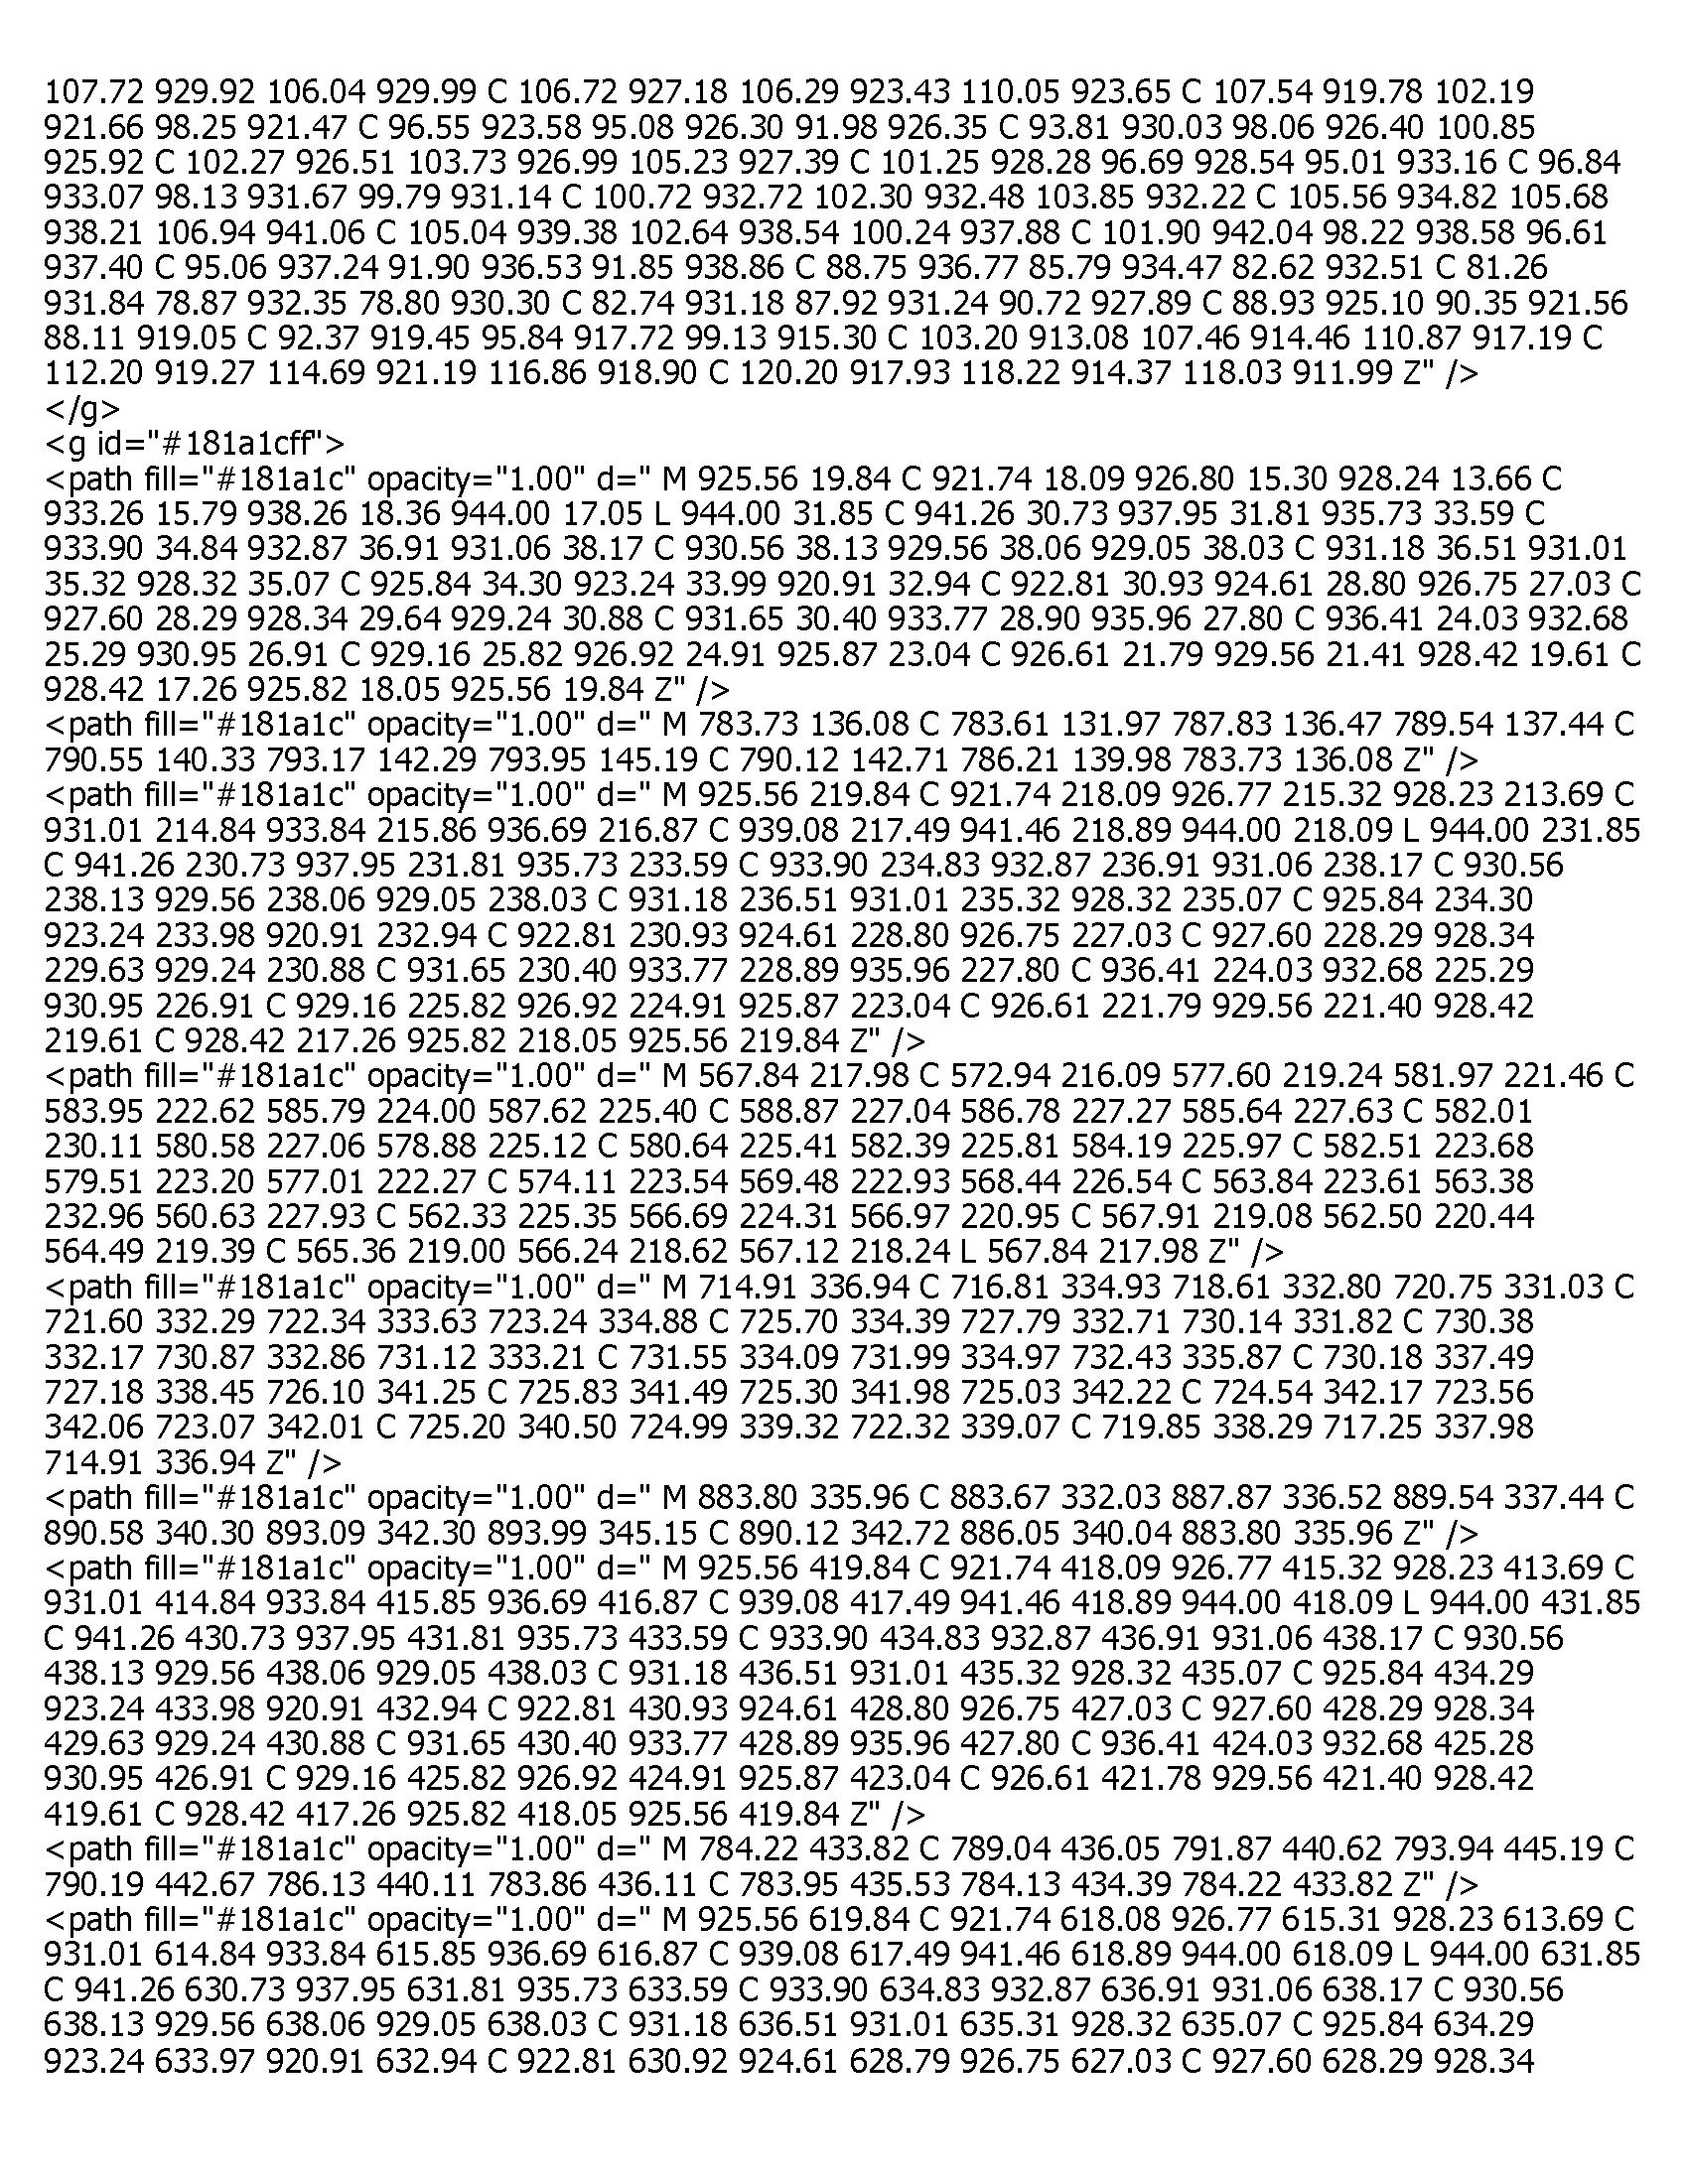 107.72 929.92 106.04 929.99 C 106.72 927.18 106.29 923.43 110.05 923.65 C 107.54 919.78 102.19
921.66 98.25 921.47 C 96.55 923.58 95.08 926.30 91.98 926.35 C 93.81 930.03 98.06 926.40 100.85
925.92 C 102.27 926.51 103.73 926.99 105.23 927.39 C 101.25 928.28 96.69 928.54 95.01 933.16 C 96.84
933.07 98.13 931.67 99.79 931.14 C 100.72 932.72 102.30 932.48 103.85 932.22 C 105.56 934.82 105.68
938.21 106.94 941.06 C 105.04 939.38 102.64 938.54 100.24 937.88 C 101.90 942.04 98.22 938.58 96.61
937.40 C 95.06 937.24 91.90 936.53 91.85 938.86 C 88.75 936.77 85.79 934.47 82.62 932.51 C 81.26
931.84 78.87 932.35 78.80 930.30 C 82.74 931.18 87.92 931.24 90.72 927.89 C 88.93 925.10 90.35 921.56
88.11 919.05 C 92.37 919.45 95.84 917.72 99.13 915.30 C 103.20 913.08 107.46 914.46 110.87 917.19 C
112.20 919.27 114.69 921.19 116.86 918.90 C 120.20 917.93 118.22 914.37 118.03 911.99 Z" />
</g>
<g id="#181a1cff">
<path fill="#181a1c" opacity="1.00" d=" M 925.56 19.84 C 921.74 18.09 926.80 15.30 928.24 13.66 C
933.26 15.79 938.26 18.36 944.00 17.05 L 944.00 31.85 C 941.26 30.73 937.95 31.81 935.73 33.59 C
933.90 34.84 932.87 36.91 931.06 38.17 C 930.56 38.13 929.56 38.06 929.05 38.03 C 931.18 36.51 931.01
35.32 928.32 35.07 C 925.84 34.30 923.24 33.99 920.91 32.94 C 922.81 30.93 924.61 28.80 926.75 27.03 C
927.60 28.29 928.34 29.64 929.24 30.88 C 931.65 30.40 933.77 28.90 935.96 27.80 C 936.41 24.03 932.68
25.29 930.95 26.91 C 929.16 25.82 926.92 24.91 925.87 23.04 C 926.61 21.79 929.56 21.41 928.42 19.61 C
928.42 17.26 925.82 18.05 925.56 19.84 Z" />
<path fill="#181a1c" opacity="1.00" d=" M 783.73 136.08 C 783.61 131.97 787.83 136.47 789.54 137.44 C
790.55 140.33 793.17 142.29 793.95 145.19 C 790.12 142.71 786.21 139.98 783.73 136.08 Z" />
<path fill="#181a1c" opacity="1.00" d=" M 925.56 219.84 C 921.74 218.09 926.77 215.32 928.23 213.69 C
931.01 214.84 933.84 215.86 936.69 216.87 C 939.08 217.49 941.46 218.89 944.00 218.09 L 944.00 231.85
C 941.26 230.73 937.95 231.81 935.73 233.59 C 933.90 234.83 932.87 236.91 931.06 238.17 C 930.56
238.13 929.56 238.06 929.05 238.03 C 931.18 236.51 931.01 235.32 928.32 235.07 C 925.84 234.30
923.24 233.98 920.91 232.94 C 922.81 230.93 924.61 228.80 926.75 227.03 C 927.60 228.29 928.34
229.63 929.24 230.88 C 931.65 230.40 933.77 228.89 935.96 227.80 C 936.41 224.03 932.68 225.29
930.95 226.91 C 929.16 225.82 926.92 224.91 925.87 223.04 C 926.61 221.79 929.56 221.40 928.42
219.61 C 928.42 217.26 925.82 218.05 925.56 219.84 Z" />
<path fill="#181a1c" opacity="1.00" d=" M 567.84 217.98 C 572.94 216.09 577.60 219.24 581.97 221.46 C
583.95 222.62 585.79 224.00 587.62 225.40 C 588.87 227.04 586.78 227.27 585.64 227.63 C 582.01
230.11 580.58 227.06 578.88 225.12 C 580.64 225.41 582.39 225.81 584.19 225.97 C 582.51 223.68
579.51 223.20 577.01 222.27 C 574.11 223.54 569.48 222.93 568.44 226.54 C 563.84 223.61 563.38
232.96 560.63 227.93 C 562.33 225.35 566.69 224.31 566.97 220.95 C 567.91 219.08 562.50 220.44
564.49 219.39 C 565.36 219.00 566.24 218.62 567.12 218.24 L 567.84 217.98 Z" />
<path fill="#181a1c" opacity="1.00" d=" M 714.91 336.94 C 716.81 334.93 718.61 332.80 720.75 331.03 C
721.60 332.29 722.34 333.63 723.24 334.88 C 725.70 334.39 727.79 332.71 730.14 331.82 C 730.38
332.17 730.87 332.86 731.12 333.21 C 731.55 334.09 731.99 334.97 732.43 335.87 C 730.18 337.49
727.18 338.45 726.10 341.25 C 725.83 341.49 725.30 341.98 725.03 342.22 C 724.54 342.17 723.56
342.06 723.07 342.01 C 725.20 340.50 724.99 339.32 722.32 339.07 C 719.85 338.29 717.25 337.98
714.91 336.94 Z" />
<path fill="#181a1c" opacity="1.00" d=" M 883.80 335.96 C 883.67 332.03 887.87 336.52 889.54 337.44 C
890.58 340.30 893.09 342.30 893.99 345.15 C 890.12 342.72 886.05 340.04 883.80 335.96 Z" />
<path fill="#181a1c" opacity="1.00" d=" M 925.56 419.84 C 921.74 418.09 926.77 415.32 928.23 413.69 C
931.01 414.84 933.84 415.85 936.69 416.87 C 939.08 417.49 941.46 418.89 944.00 418.09 L 944.00 431.85
C 941.26 430.73 937.95 431.81 935.73 433.59 C 933.90 434.83 932.87 436.91 931.06 438.17 C 930.56
438.13 929.56 438.06 929.05 438.03 C 931.18 436.51 931.01 435.32 928.32 435.07 C 925.84 434.29
923.24 433.98 920.91 432.94 C 922.81 430.93 924.61 428.80 926.75 427.03 C 927.60 428.29 928.34
429.63 929.24 430.88 C 931.65 430.40 933.77 428.89 935.96 427.80 C 936.41 424.03 932.68 425.28
930.95 426.91 C 929.16 425.82 926.92 424.91 925.87 423.04 C 926.61 421.78 929.56 421.40 928.42
419.61 C 928.42 417.26 925.82 418.05 925.56 419.84 Z" />
<path fill="#181a1c" opacity="1.00" d=" M 784.22 433.82 C 789.04 436.05 791.87 440.62 793.94 445.19 C
790.19 442.67 786.13 440.11 783.86 436.11 C 783.95 435.53 784.13 434.39 784.22 433.82 Z" />
<path fill="#181a1c" opacity="1.00" d=" M 925.56 619.84 C 921.74 618.08 926.77 615.31 928.23 613.69 C
931.01 614.84 933.84 615.85 936.69 616.87 C 939.08 617.49 941.46 618.89 944.00 618.09 L 944.00 631.85
C 941.26 630.73 937.95 631.81 935.73 633.59 C 933.90 634.83 932.87 636.91 931.06 638.17 C 930.56
638.13 929.56 638.06 929.05 638.03 C 931.18 636.51 931.01 635.31 928.32 635.07 C 925.84 634.29
923.24 633.97 920.91 632.94 C 922.81 630.92 924.61 628.79 926.75 627.03 C 927.60 628.29 928.34